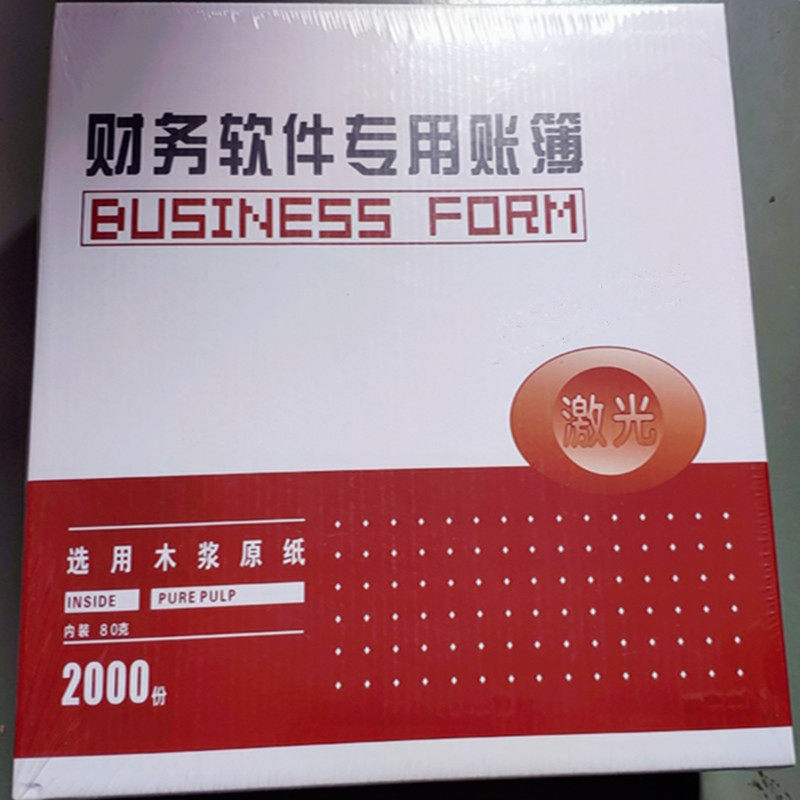 财务软件专用账簿
BUSINESS FORM
激光
选用木浆原纸
INSIDE PURE PULP
内装 80克
2000份